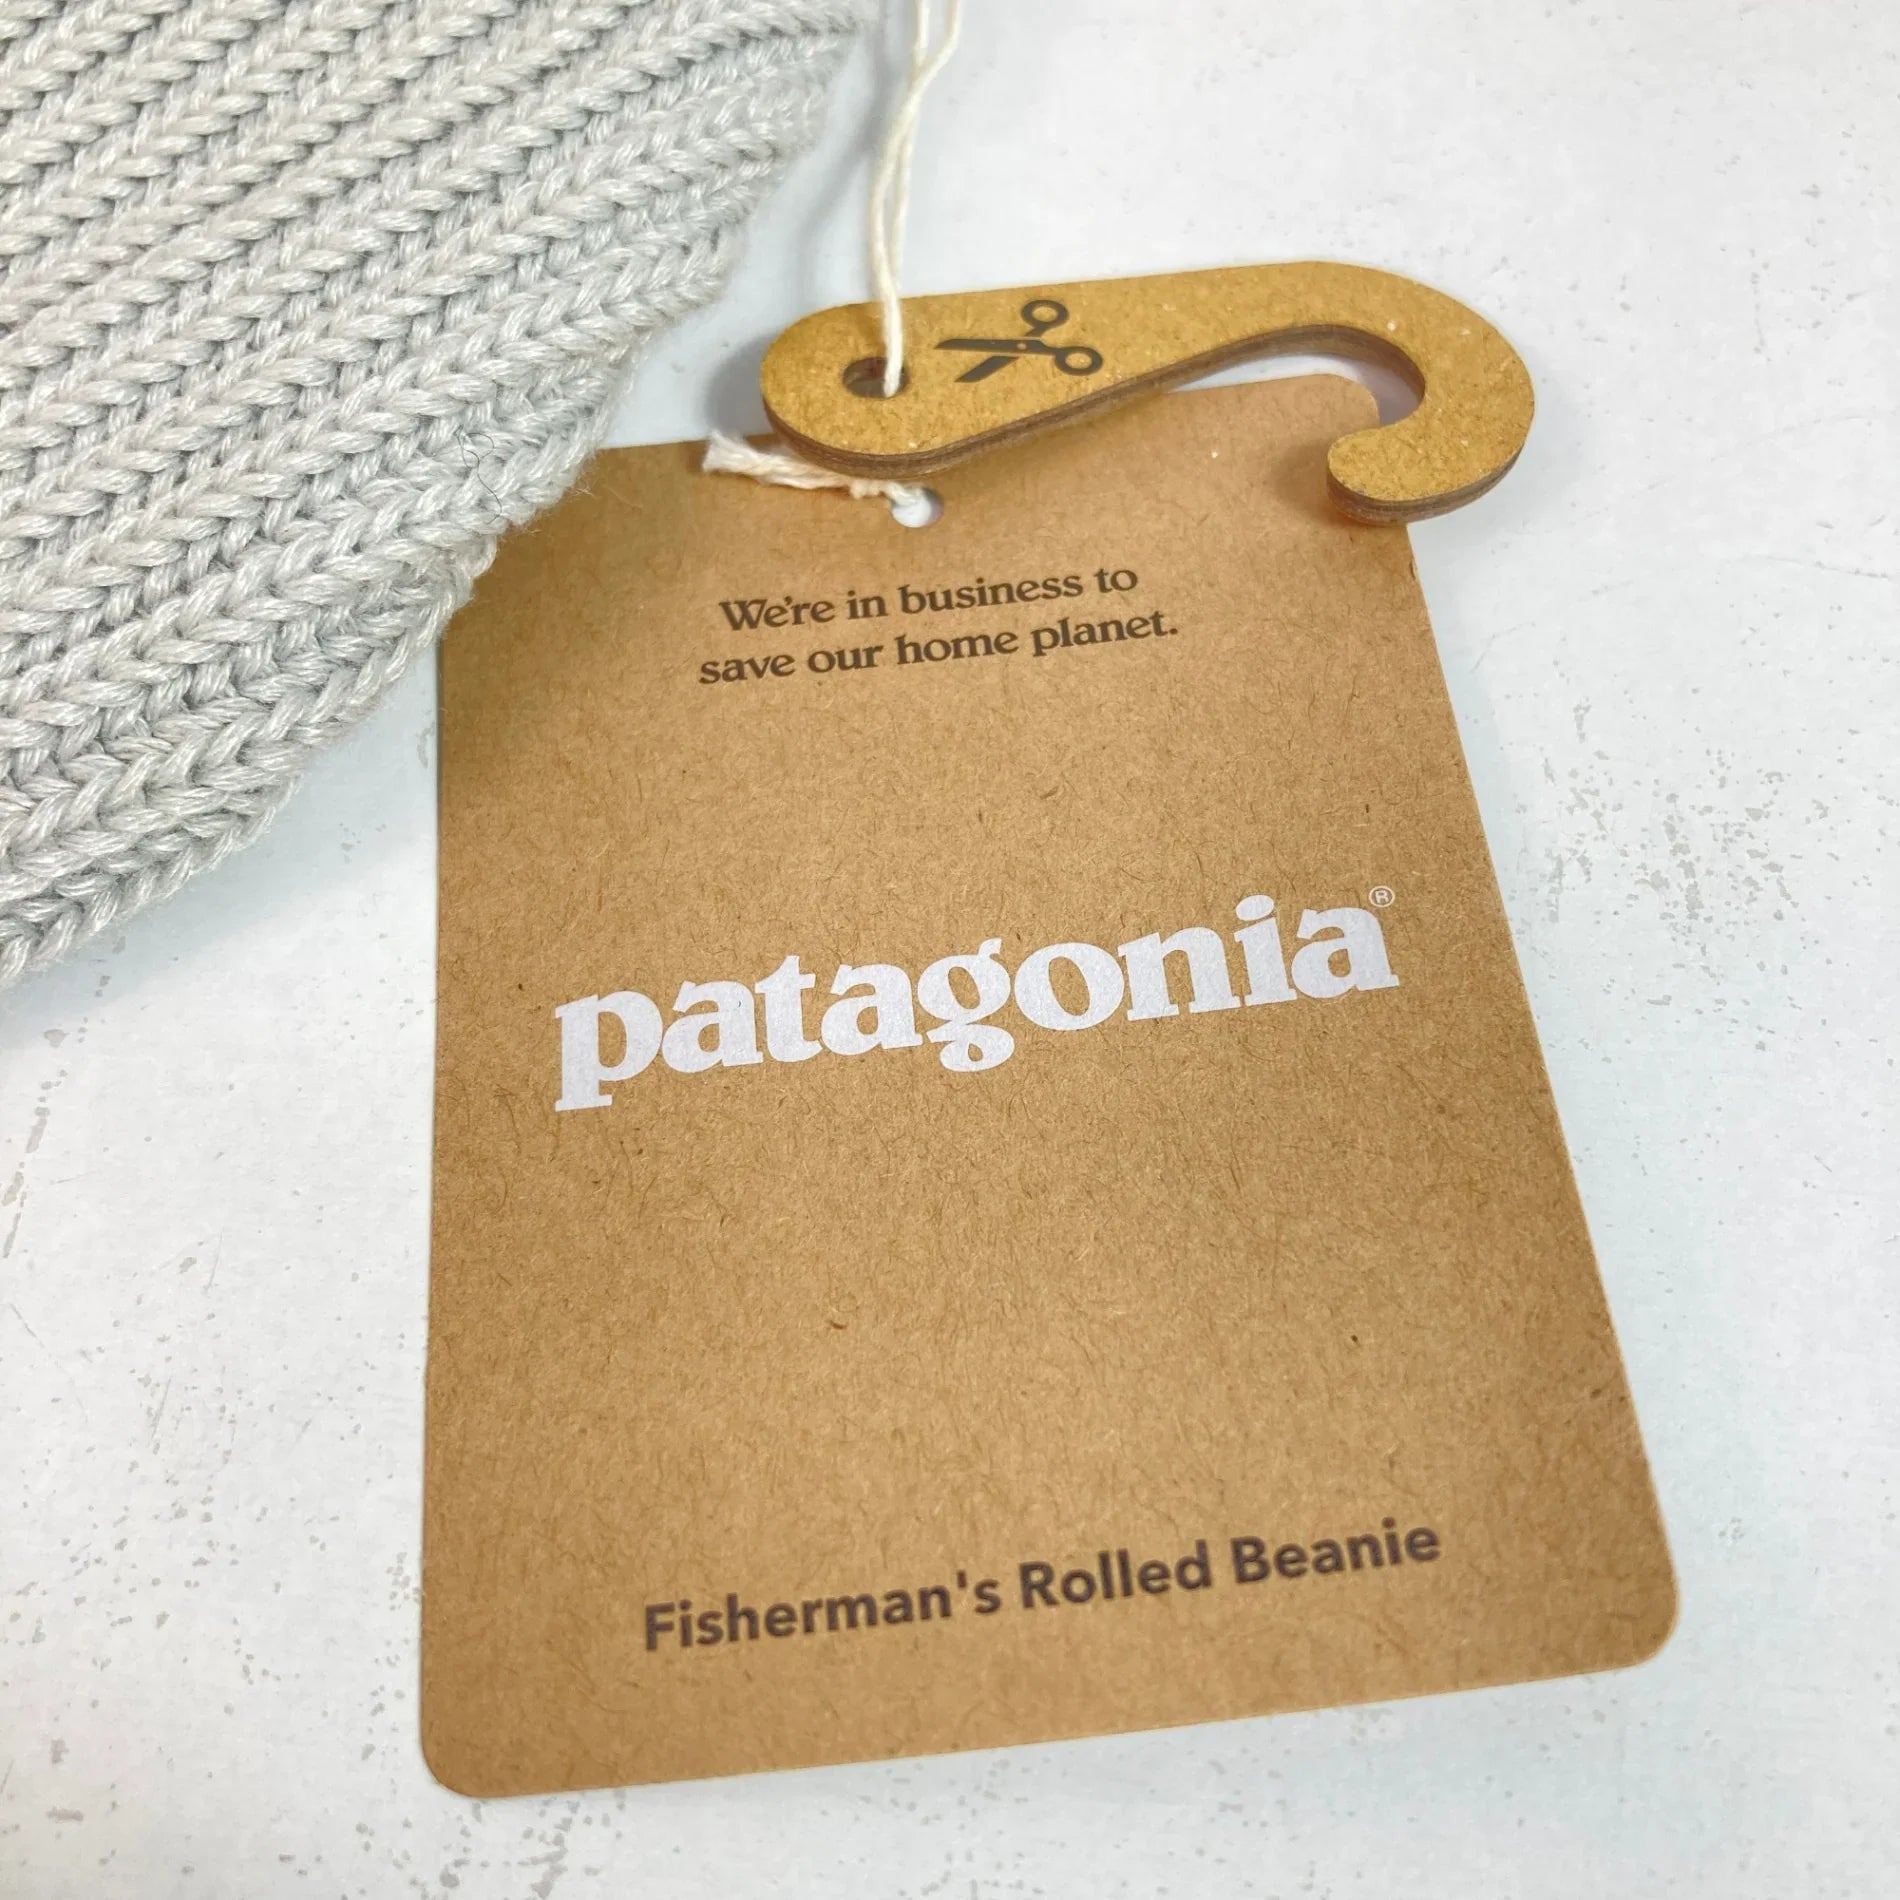 We're in business to
save our home planet.
patagonia®
Fisherman's Rolled Beanie